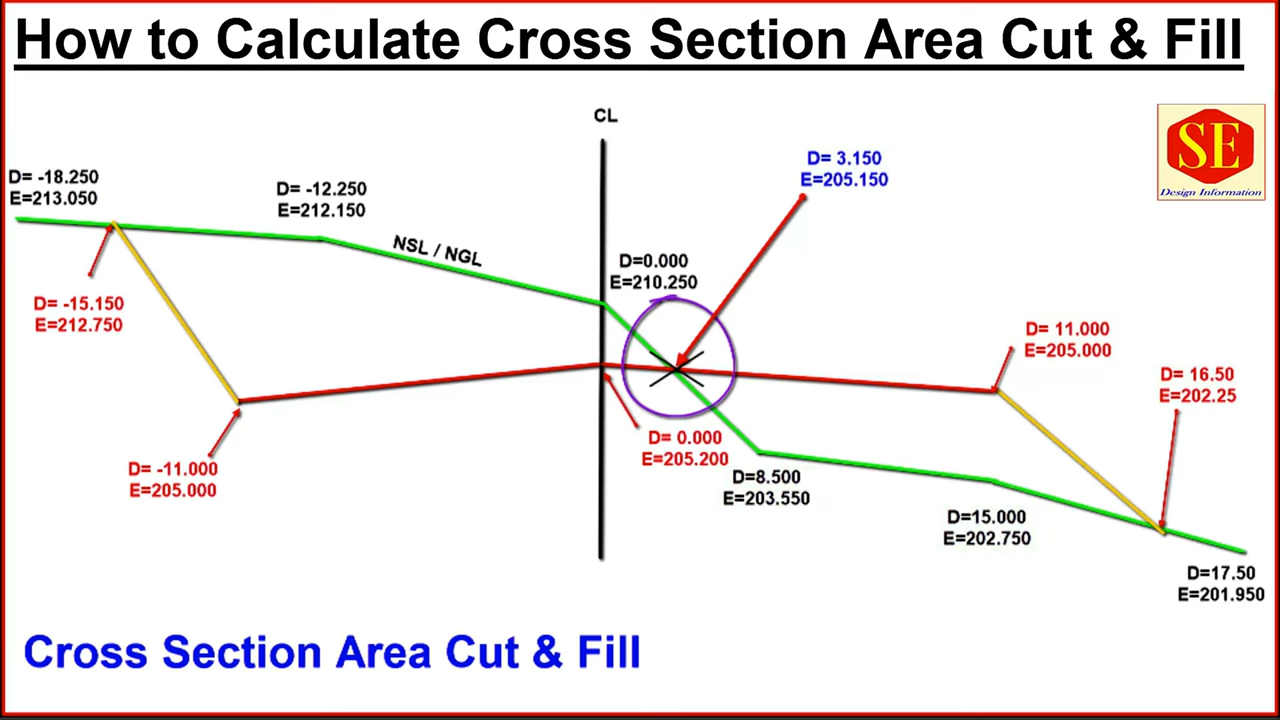 How to Calculate Cross Section Area Cut & Fill
CL
SE
Design Information
D= 3.150
E=205.150
D= -18.250
E=213.050
D= -12.250
E=212.150
NSL / NGL
D=0.000
E=210.250
D= -15.150
E=212.750
D= 11.000
E=205.000
D= 16.50
E=202.25
D= -11.000
E=205.000
D= 0.000
E=205.200
D=8.500
E=203.550
D=15.000
E=202.750
D=17.50
E=201.950
Cross Section Area Cut & Fill